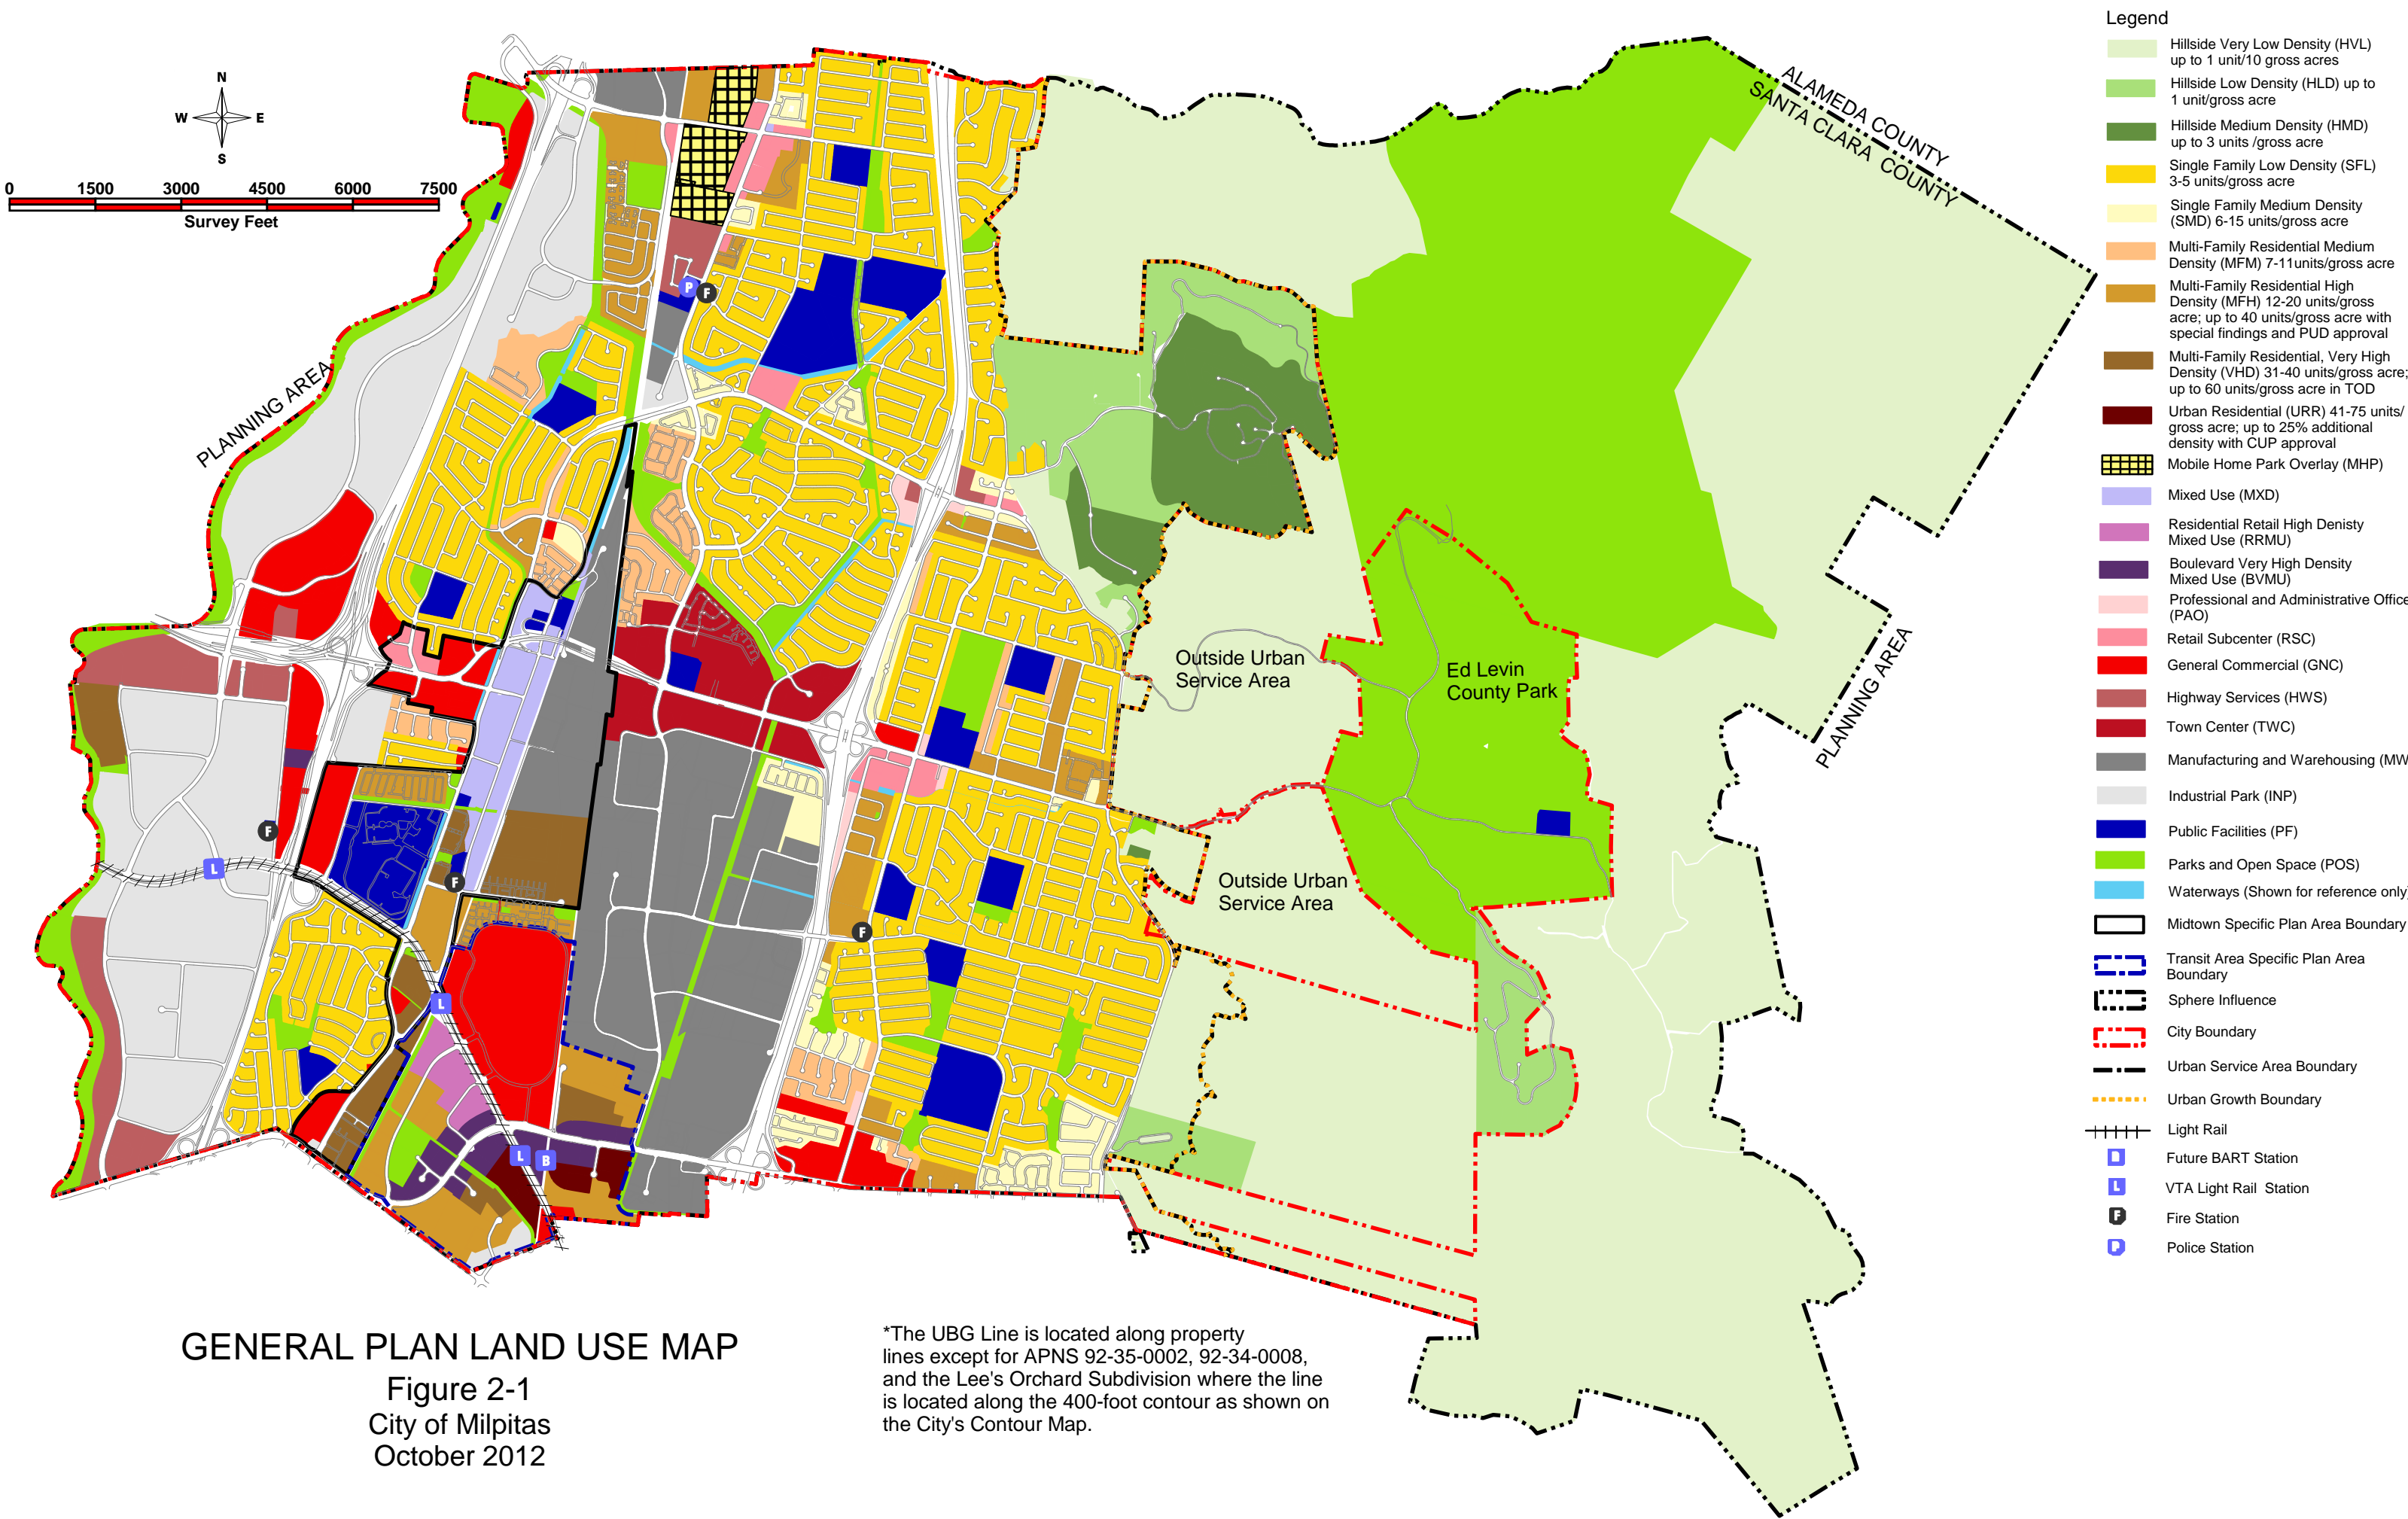 N
W E
S
0 1500 3000 4500 6000 7500
Survey Feet
PLANNING AREA
ALAMEDA COUNTY
SANTA CLARA COUNTY
PLANNING AREA
Outside Urban
Service Area
Ed Levin
County Park
Outside Urban
Service Area
P
F
F
L
F
F
L
L
B
GENERAL PLAN LAND USE MAP
Figure 2-1
City of Milpitas
October 2012
*The UBG Line is located along property
lines except for APNS 92-35-0002, 92-34-0008,
and the Lee's Orchard Subdivision where the line
is located along the 400-foot contour as shown on
the City's Contour Map.
Legend
Hillside Very Low Density (HVL)
up to 1 unit/10 gross acres
Hillside Low Density (HLD) up to
1 unit/gross acre
Hillside Medium Density (HMD)
up to 3 units /gross acre
Single Family Low Density (SFL)
3-5 units/gross acre
Single Family Medium Density
(SMD) 6-15 units/gross acre
Multi-Family Residential Medium
Density (MFM) 7-11units/gross acre
Multi-Family Residential High
Density (MFH) 12-20 units/gross
acre; up to 40 units/gross acre with
special findings and PUD approval
Multi-Family Residential, Very High
Density (VHD) 31-40 units/gross acre;
up to 60 units/gross acre in TOD
Urban Residential (URR) 41-75 units/
gross acre; up to 25% additional
density with CUP approval
Mobile Home Park Overlay (MHP)
Mixed Use (MXD)
Residential Retail High Denisty
Mixed Use (RRMU)
Boulevard Very High Density
Mixed Use (BVMU)
Professional and Administrative Office
(PAO)
Retail Subcenter (RSC)
General Commercial (GNC)
Highway Services (HWS)
Town Center (TWC)
Manufacturing and Warehousing (MW
Industrial Park (INP)
Public Facilities (PF)
Parks and Open Space (POS)
Waterways (Shown for reference only)
Midtown Specific Plan Area Boundary
Transit Area Specific Plan Area
Boundary
Sphere Influence
City Boundary
Urban Service Area Boundary
Urban Growth Boundary
Light Rail
B Future BART Station
L VTA Light Rail Station
F Fire Station
P Police Station